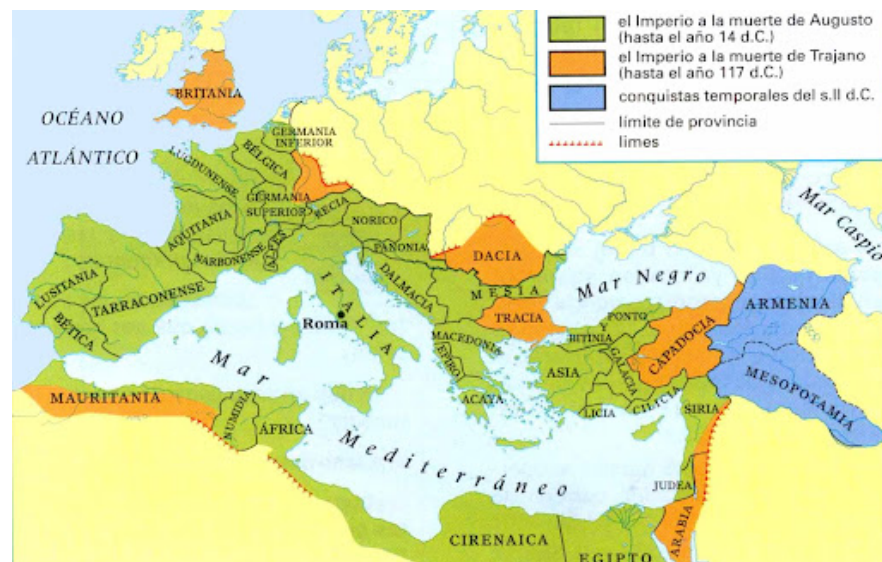 el Imperio a la muerte de Augusto
(hasta el año 14 d.C.)
el Imperio a la muerte de Trajano
(hasta el año 117 d.C.)
conquistas temporales del s.II d.C.
límite de provincia
limes
OCÉANO
ATLÁNTICO
BRITANIA
GERMANIA
INFERIOR
BÉLGICA
LUGDUNENSE
GERMANIA
SUPERIOR
RECIA
NORICO
AQUITANIA
NARBONENSE
ALPES
PANONIA
DACIA
Mar Caspio
Mar Negro
LUSITANIA
TARRACONENSE
BÉTICA
ITALIA
Roma
DALMACIA
MESIA
TRACIA
MACEDONIA
EPIRO
ACAYA
PONTO
Y
BITINIA
ASIA
GALACIA
CAPADOCIA
LICIA
CILICIA
ARMENIA
MESOPOTAMIA
SIRIA
Mar
Mediterráneo
MAURITANIA
NUMIDIA
ÁFRICA
JUDEA
ARABIA
CIRENAICA
EGIPTO